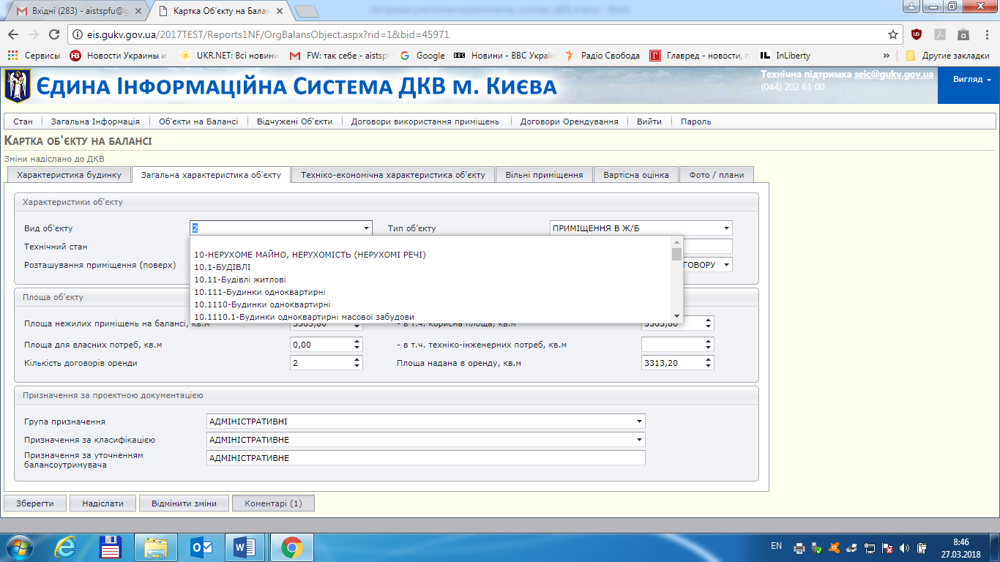 Вхідні (283) - aistspfu@g
Картка Об'єкту на Балан
eis.gukv.gov.ua/2017TEST/Reports1NF/OrgBalansObject.aspx?rid=1&bid=45971
Сервисы
Новости Украины и
UKR.NET: Всі новини
FW: так себе - aistsp
Google
Новини - BBC Україн
Радіо Свобода
Главред - новости, п
InLiberty
»
Другие закладки
Єдина Інформаційна Система ДКВ м. Києва
Технічна підтримка seic@gukv.gov.ua
(044) 202 61 00
Вигляд
Стан
Загальна Інформація
Об'єкти на Балансі
Відчужені Об'єкти
Договори використання приміщень
Договори Орендування
Вийти
Пароль
Картка об'єкту на балансі
Зміни надіслано до ДКВ
Характеристика будинку
Загальна характеристика об'єкту
Техніко-економічна характеристика об'єкту
Вільні приміщення
Вартісна оцінка
Фото / плани
Характеристики об'єкту
Вид об'єкту
2
Тип об'єкту
ПРИМІЩЕННЯ В Ж/Б
Технічний стан
Розташування приміщення (поверх)
ГОВОРУ
10-НЕРУХОМЕ МАЙНО, НЕРУХОМІСТЬ (НЕРУХОМІ РЕЧІ)
10.1-БУДІВЛІ
10.11-Будівлі житлові
10.111-Будинки одноквартирні
10.1110-Будинки одноквартирні
10.1110.1-Будинки одноквартирні масової забудови
Площа об'єкту
Площа нежилих приміщень на балансі, кв.м
3363,80
- в т.ч. корисна площа, кв.м
3363,80
Площа для власних потреб, кв.м
0,00
- в т.ч. техніко-інженерних потреб, кв.м
Кількість договорів оренди
2
Площа надана в оренду, кв.м
3313,20
Призначення за проектною документацією
Група призначення
АДМІНІСТРАТИВНІ
Призначення за класифікацією
АДМІНІСТРАТИВНЕ
Призначення за уточненням
балансоутримувача
АДМІНІСТРАТИВНЕ
Зберегти
Надіслати
Відмінити зміни
Коментарі (1)
EN
8:46
27.03.2018